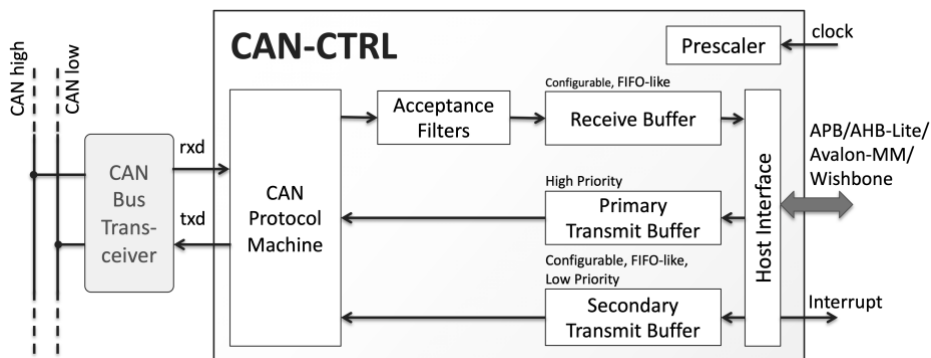 CAN-CTRL
Prescaler
clock
CAN high
CAN low
Configurable, FIFO-like
Acceptance
Filters
Receive Buffer
APB/AHB-Lite/
Avalon-MM/
Wishbone
rxd
CAN
Bus
Trans-
ceiver
txd
CAN
Protocol
Machine
High Priority
Primary
Transmit Buffer
Host Interface
Configurable, FIFO-like,
Low Priority
Secondary
Transmit Buffer
Interrupt